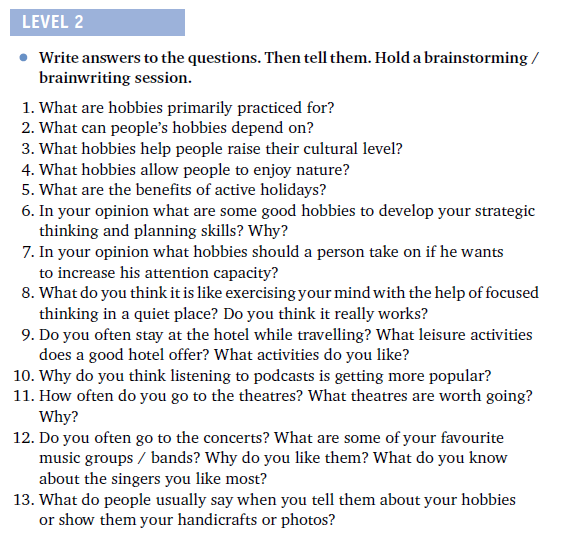 LEVEL 2
• Write answers to the questions. Then tell them. Hold a brainstorming /
brainwriting session.
1. What are hobbies primarily practiced for?
2. What can people's hobbies depend on?
3. What hobbies help people raise their cultural level?
4. What hobbies allow people to enjoy nature?
5. What are the benefits of active holidays?
6. In your opinion what are some good hobbies to develop your strategic
thinking and planning skills? Why?
7. In your opinion what hobbies should a person take on if he wants
to increase his attention capacity?
8. What do you think it is like exercising your mind with the help of focused
thinking in a quiet place? Do you think it really works?
9. Do you often stay at the hotel while travelling? What leisure activities
does a good hotel offer? What activities do you like?
10. Why do you think listening to podcasts is getting more popular?
11. How often do you go to the theatres? What theatres are worth going?
Why?
12. Do you often go to the concerts? What are some of your favourite
music groups / bands? Why do you like them? What do you know
about the singers you like most?
13. What do people usually say when you tell them about your hobbies
or show them your handicrafts or photos?